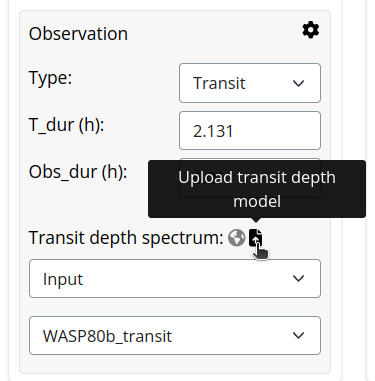 Observation
Type:
Transit
T_dur (h):
2.131
Obs_dur (h):
Upload transit depth
model
Transit depth spectrum:
Input
WASP80b_transit